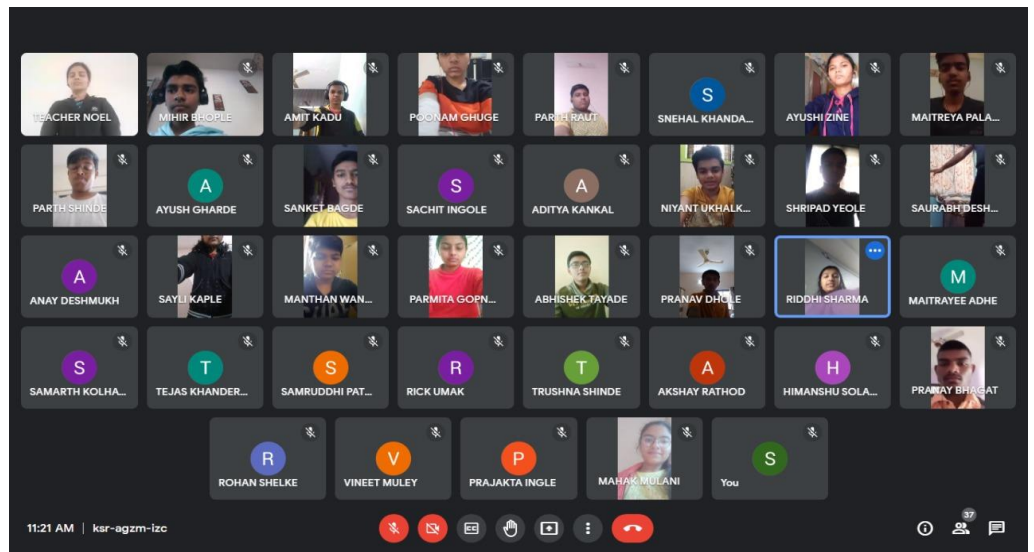 TEACHER NOEL
MIHIR BHOPLE
AMIT KADU
POONAM GHUGE
PARTH RAUT
S
SNEHAL KHANDA...
AYUSHI ZINE
MAITREYA PALA...
PARTH SHINDE
A
AYUSH GHARDE
SANKET BAGDE
S
SACHIT INGOLE
A
ADITYA KANKAL
NIYANT UKHALK...
SHRIPAD YEOLE
SAURABH DESH...
A
ANAY DESHMUKH
SAYLI KAPLE
MANTHAN WAN...
PARMITA GOPN...
ABHISHEK TAYADE
PRANAV DHOLE
RIDDHI SHARMA
M
MAITRAYEE ADHE
S
SAMARTH KOLHA...
T
TEJAS KHANDER...
S
SAMRUDDHI PAT...
R
RICK UMAK
T
TRUSHNA SHINDE
A
AKSHAY RATHOD
H
HIMANSHU SOLA...
PRANAY BHAGAT
R
ROHAN SHELKE
V
VINEET MULEY
P
PRAJAKTA INGLE
MAHAK MULANI
S
You
11:21 AM | ksr-agzm-izc
CC
37